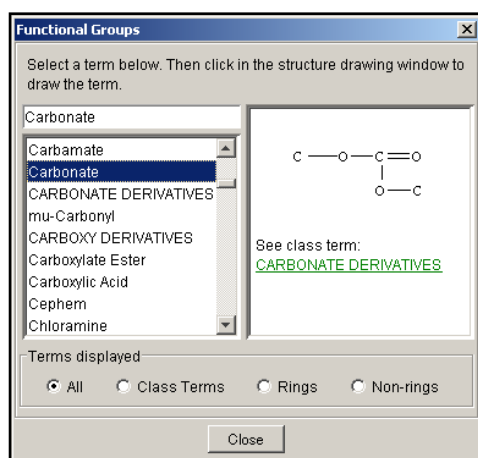 Functional Groups
Select a term below. Then click in the structure drawing window to
draw the term.
Carbonate
Carbamate
Carbonate
CARBONATE DERIVATIVES
mu-Carbonyl
CARBOXY DERIVATIVES
Carboxylate Ester
Carboxylic Acid
Cephem
Chloramine
C O C O
O C
See class term:
CARBONATE DERIVATIVES
Terms displayed
All Class Terms Rings Non-rings
Close